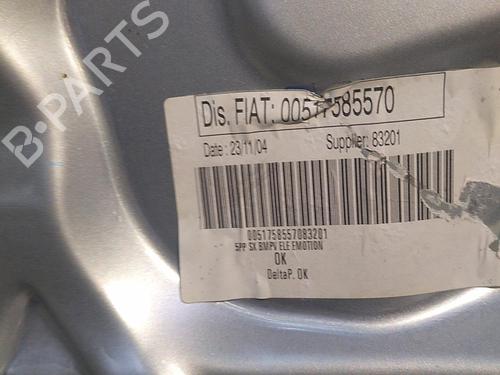 B-PARTS
Dis. FIAT: 00517585570
Date : 23/11/04 Supplier: 83201
0051758557083201
5PP SX BMPV ELE EMOTION
OK
DeltaP. OK